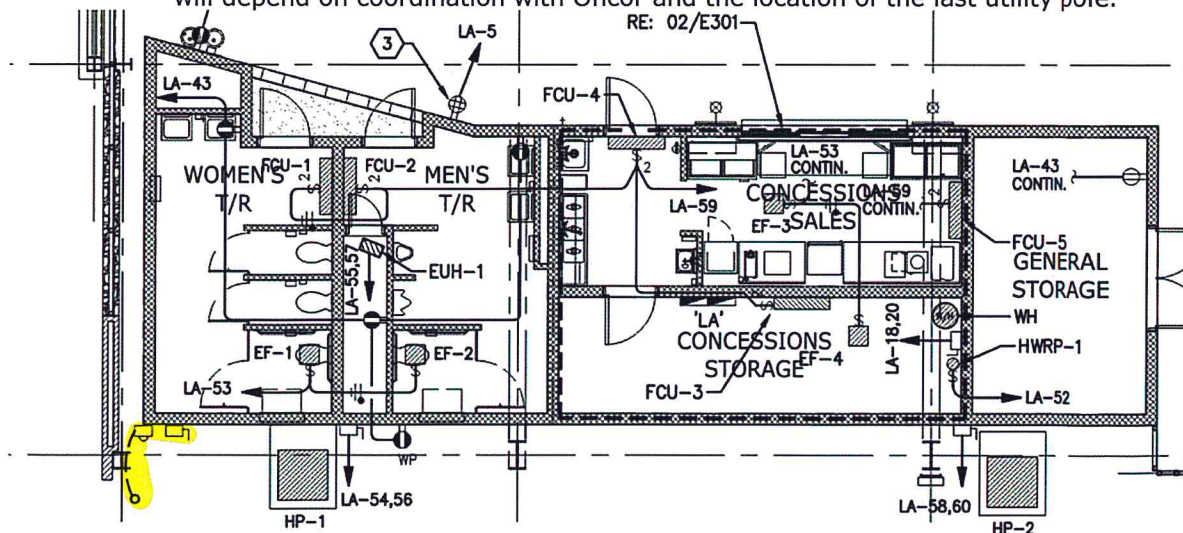 will depend on coordination with Oncor and the location of the last utility pole.
RE: 02/E301
3
LA-5
LA-43
FCU-4
FCU-1
FCU-2
WOMEN'S
T/R
MEN'S
T/R
2
2
2
LA-53
CONTIN.
CONCESSIONS
SALES
LA-59
CONTIN.
2
LA-59
EF-3
LA-43
CONTIN.
FCU-5
GENERAL
STORAGE
EUH-1
LA-55,57
'LA'
CONCESSIONS
STORAGE
EF-4
LA-18,20
WH
HWRP-1
EF-1
EF-2
LA-53
FCU-3
LA-52
WP
LA-54,56
HP-1
LA-58,60
HP-2